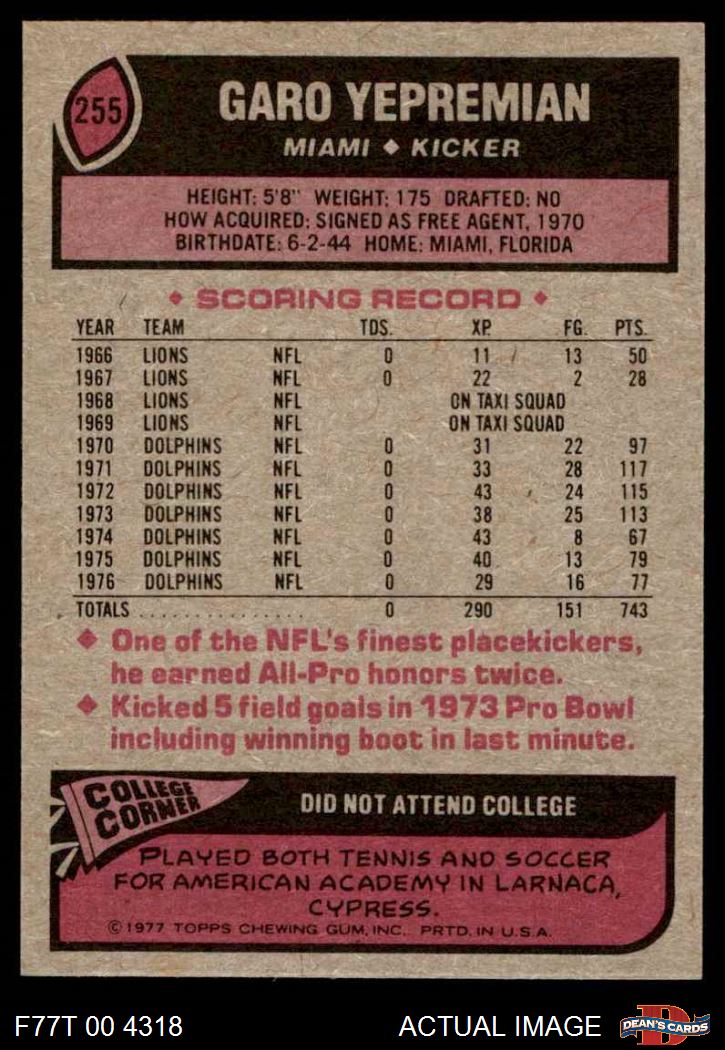 255
GARO YEPREMIAN
MIAMI ◆ KICKER
HEIGHT: 5'8" WEIGHT: 175 DRAFTED: NO
HOW ACQUIRED: SIGNED AS FREE AGENT, 1970
BIRTHDATE: 6-2-44 HOME: MIAMI, FLORIDA
◆ SCORING RECORD ◆
YEAR TEAM TDS. XP. FG. PTS.
1966 LIONS NFL 0 11 13 50
1967 LIONS NFL 0 22 2 28
1968 LIONS NFL ON TAXI SQUAD
1969 LIONS NFL ON TAXI SQUAD
1970 DOLPHINS NFL 0 31 22 97
1971 DOLPHINS NFL 0 33 28 117
1972 DOLPHINS NFL 0 43 24 115
1973 DOLPHINS NFL 0 38 25 113
1974 DOLPHINS NFL 0 43 8 67
1975 DOLPHINS NFL 0 40 13 79
1976 DOLPHINS NFL 0 29 16 77
TOTALS ................ 0 290 151 743
◆ One of the NFL's finest placekickers,
he earned All-Pro honors twice.
◆ Kicked 5 field goals in 1973 Pro Bowl
including winning boot in last minute.
COLLEGE
CORNER
DID NOT ATTEND COLLEGE
PLAYED BOTH TENNIS AND SOCCER
FOR AMERICAN ACADEMY IN LARNACA,
CYPRESS.
©1977 TOPPS CHEWING GUM, INC. PRTD. IN U.S.A.
F77T 00 4318
ACTUAL IMAGE
D
DEAN'S CARDS